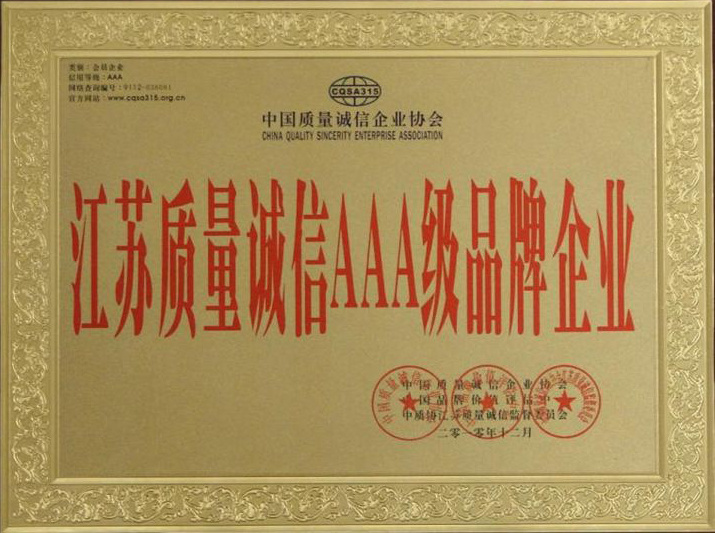 类别：会员企业
信用等级：AAA
网络查询编号：9112-038081
官方网站：www.cqsa315.org.cn
CQSA315
中国质量诚信企业协会
CHINA QUALITY SINCERITY ENTERPRISE ASSOCIATION
江苏质量诚信AAA级品牌企业
中国质量诚信企业协会
中国品牌价值评估中心
中质协江苏质量诚信监督委员会
二零一零年十二月